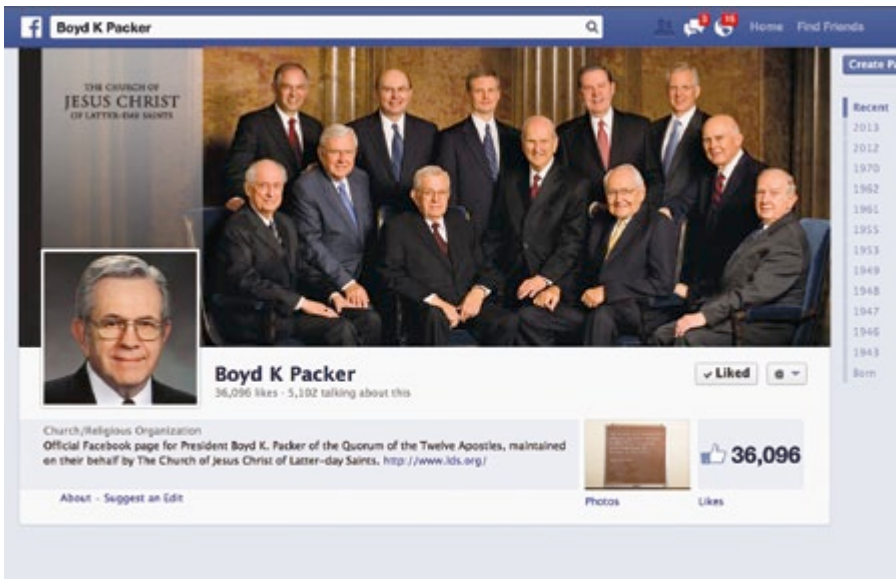 f Boyd K Packer 3 15 Home Find Friends
THE CHURCH OF
JESUS CHRIST
OF LATTER-DAY SAINTS
Create Pa
Recent
2013
2012
1970
1962
1961
1955
1953
1949
1948
1947
1946
1943
Born
Boyd K Packer
36,096 likes · 5,102 talking about this
Liked
Church/Religious Organization
Official Facebook page for President Boyd K. Packer of the Quorum of the Twelve Apostles, maintained
on their behalf by The Church of Jesus Christ of Latter-day Saints. http://www.lds.org/
About – Suggest an Edit
36,096
Photos
Likes